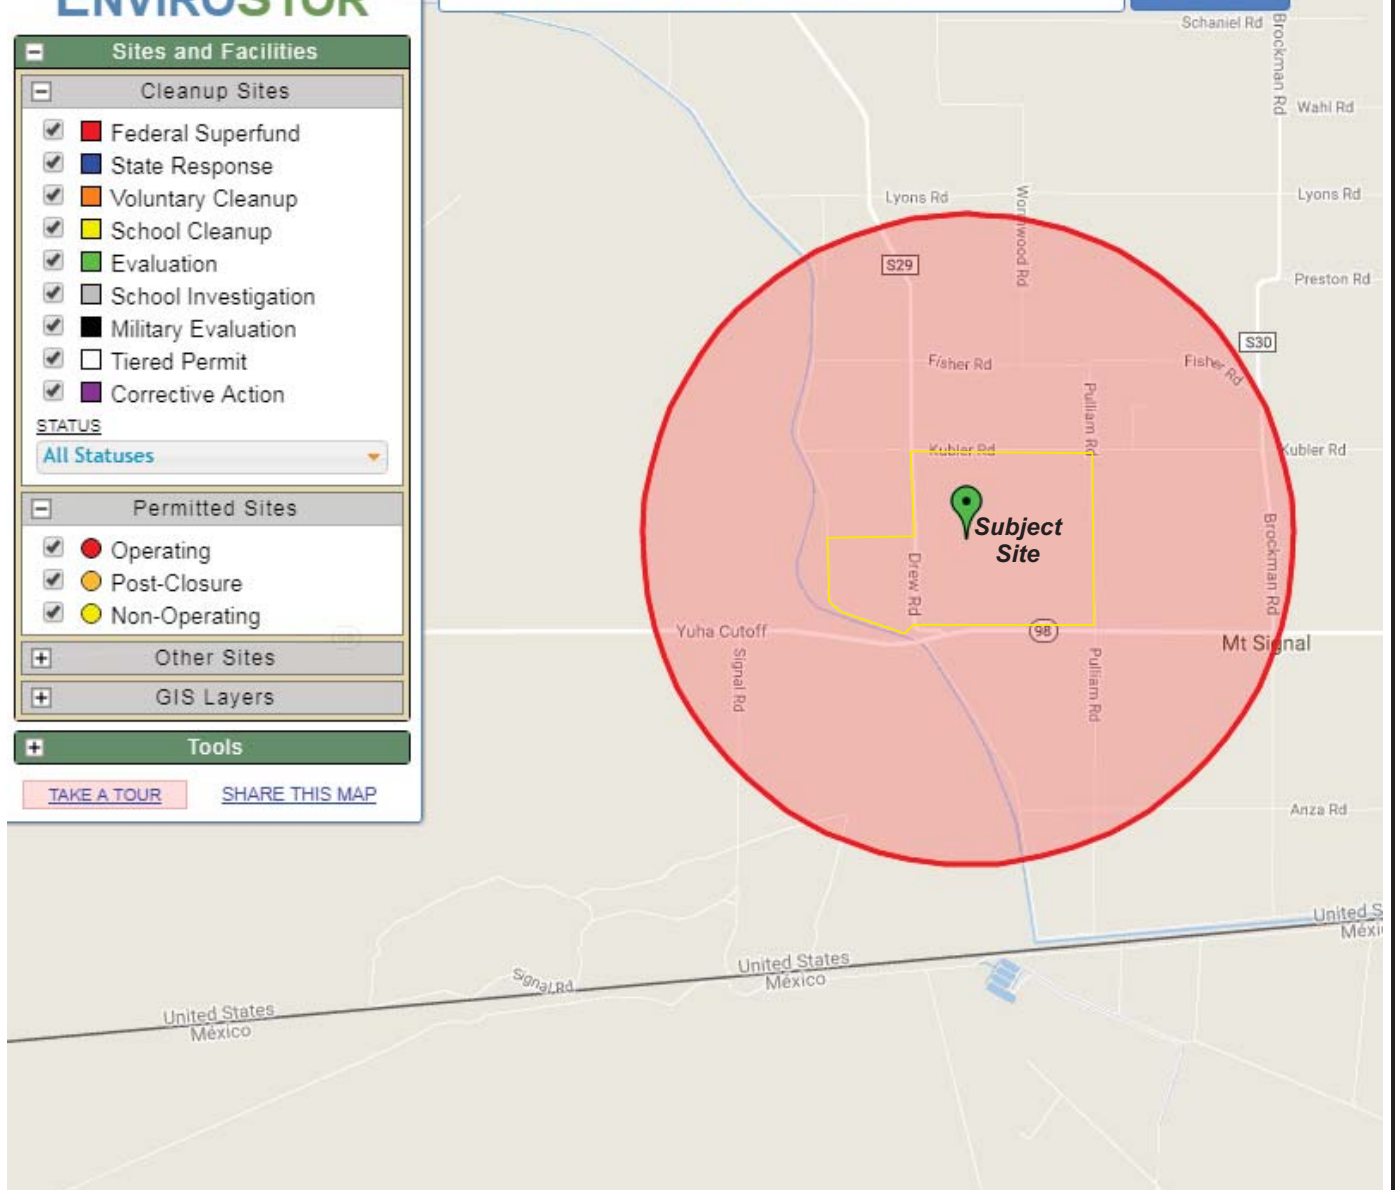 ENVIROSTOR
Sites and Facilities
Cleanup Sites
Federal Superfund
State Response
Voluntary Cleanup
School Cleanup
Evaluation
School Investigation
Military Evaluation
Tiered Permit
Corrective Action
STATUS
All Statuses
Permitted Sites
Operating
Post-Closure
Non-Operating
Other Sites
GIS Layers
Tools
TAKE A TOUR
SHARE THIS MAP
Schaniel Rd
Brockman Rd
Wahl Rd
Lyons Rd
Wormwood Rd
Lyons Rd
S29
Preston Rd
S30
Fisher Rd
Fisher Rd
Pulliam Rd
Kubler Rd
Kubler Rd
Subject
Site
Drew Rd
Brockman Rd
Yuha Cutoff
98
98
Mt Signal
Signal Rd
Pulliam Rd
Anza Rd
United S
Méxi
United States
México
Signal Rd
United States
México